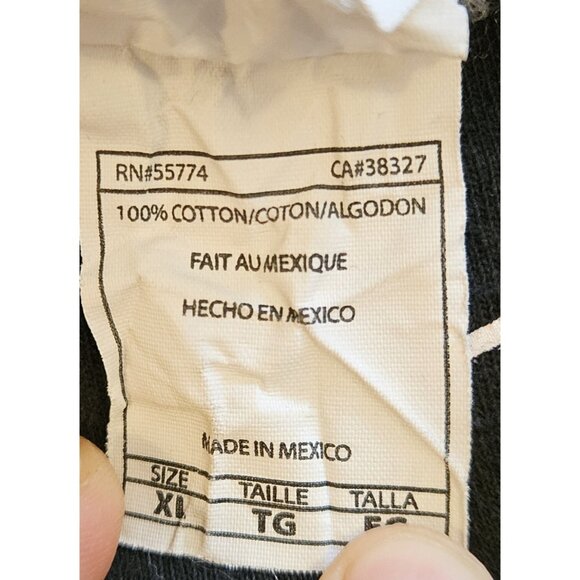 RN#55774 CA#38327
100% COTTON/COTON/ALGODON
FAIT AU MEXIQUE
HECHO EN MEXICO
MADE IN MEXICO
SIZE TAILLE TALLA
XL TG